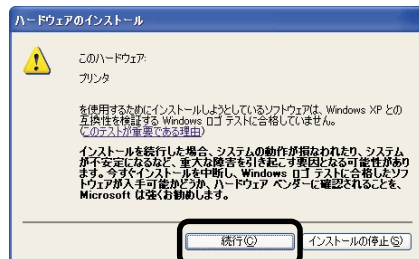 ハードウェアのインストール
このハードウェア:
プリンタ
を使用するためにインストールしようとしているソフトウェアは、Windows XP との
互換性を検証する Windows ロゴ テストに合格していません。
(このテストが重要である理由)
インストールを続行した場合、システムの動作が損なわれたり、システム
が不安定になるなど、重大な障害を引き起こす要因となる可能性があり
ます。今すぐインストールを中断し、Windows ロゴ テストに合格したソフ
トウェアが入手可能かどうか、ハードウェア ベンダーに確認されることを、
Microsoft は強くお勧めします。
続行(C) インストールの停止(S)